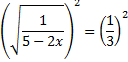 (√(1/(5 − 2x)))² = (1/3)²